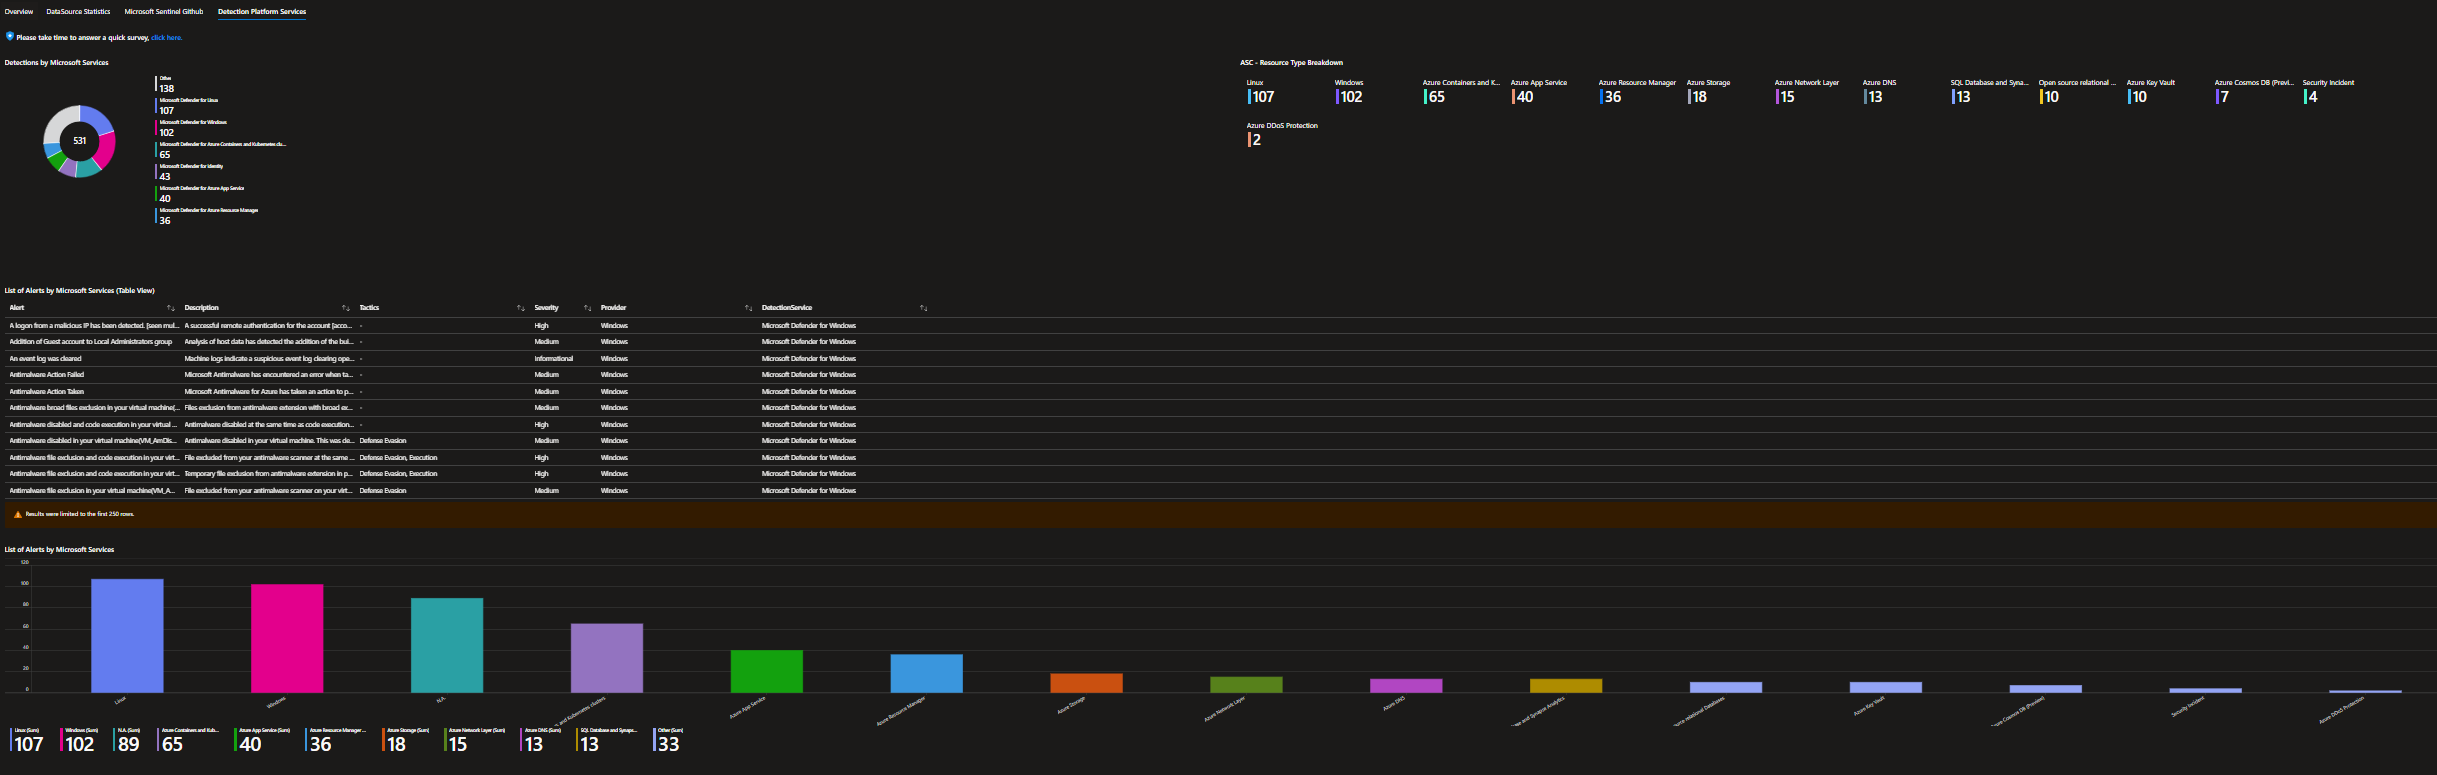 Overview DataSource Statistics Microsoft Sentinel Github Detection Platform Services
Please take time to answer a quick survey, click here.
Detections by Microsoft Services
531
Other
138
Microsoft Defender for Linux
107
Microsoft Defender for Windows
102
Microsoft Defender for Azure Containers and Kubernetes clu...
65
Microsoft Defender for Identity
43
Microsoft Defender for Azure App Service
40
Microsoft Defender for Azure Resource Manager
36
ASC - Resource Type Breakdown
Linux Windows Azure Containers and K... Azure App Service Azure Resource Manager Azure Storage Azure Network Layer Azure DNS SQL Database and Syna... Open source relational ... Azure Key Vault Azure Cosmos DB (Previ... Security Incident
107 102 65 40 36 18 15 13 13 10 10 7 4
Azure DDoS Protection
2
List of Alerts by Microsoft Services (Table View)
Alert Description Tactics Severity Provider DetectionService
A logon from a malicious IP has been detected. [seen mul... A successful remote authentication for the account [acco... - High Windows Microsoft Defender for Windows
Addition of Guest account to Local Administrators group Analysis of host data has detected the addition of the bui... - Medium Windows Microsoft Defender for Windows
An event log was cleared Machine logs indicate a suspicious event log clearing ope... - Informational Windows Microsoft Defender for Windows
Antimalware Action Failed Microsoft Antimalware has encountered an error when ta... - Medium Windows Microsoft Defender for Windows
Antimalware Action Taken Microsoft Antimalware for Azure has taken an action to p... - Medium Windows Microsoft Defender for Windows
Antimalware broad files exclusion in your virtual machine(... Files exclusion from antimalware extension with broad ex... - Medium Windows Microsoft Defender for Windows
Antimalware disabled and code execution in your virtual ... Antimalware disabled at the same time as code execution... - High Windows Microsoft Defender for Windows
Antimalware disabled in your virtual machine(VM_AmDis... Antimalware disabled in your virtual machine. This was de... Defense Evasion Medium Windows Microsoft Defender for Windows
Antimalware file exclusion and code execution in your virt... File excluded from your antimalware scanner at the same ... Defense Evasion, Execution High Windows Microsoft Defender for Windows
Antimalware file exclusion and code execution in your virt... Temporary file exclusion from antimalware extension in p... Defense Evasion, Execution High Windows Microsoft Defender for Windows
Antimalware file exclusion in your virtual machine(VM_A... File excluded from your antimalware scanner on your virt... Defense Evasion Medium Windows Microsoft Defender for Windows
Results were limited to the first 250 rows.
List of Alerts by Microsoft Services
120
100
80
60
40
20
0
Linux Windows N.A. s and Kubernetes clusters Azure App Service Azure Resource Manager Azure Storage Azure Network Layer Azure DNS ...ase and Synapse Analytics ...ource relational Databases Azure Key Vault ...zure Cosmos DB (Preview) Security Incident Azure DDoS Protection
Linux (Sum) Windows (Sum) N.A. (Sum) Azure Containers and Kub... Azure App Service (Sum) Azure Resource Manager ... Azure Storage (Sum) Azure Network Layer (Sum) Azure DNS (Sum) SQL Database and Synaps... Other (Sum)
107 102 89 65 40 36 18 15 13 13 33